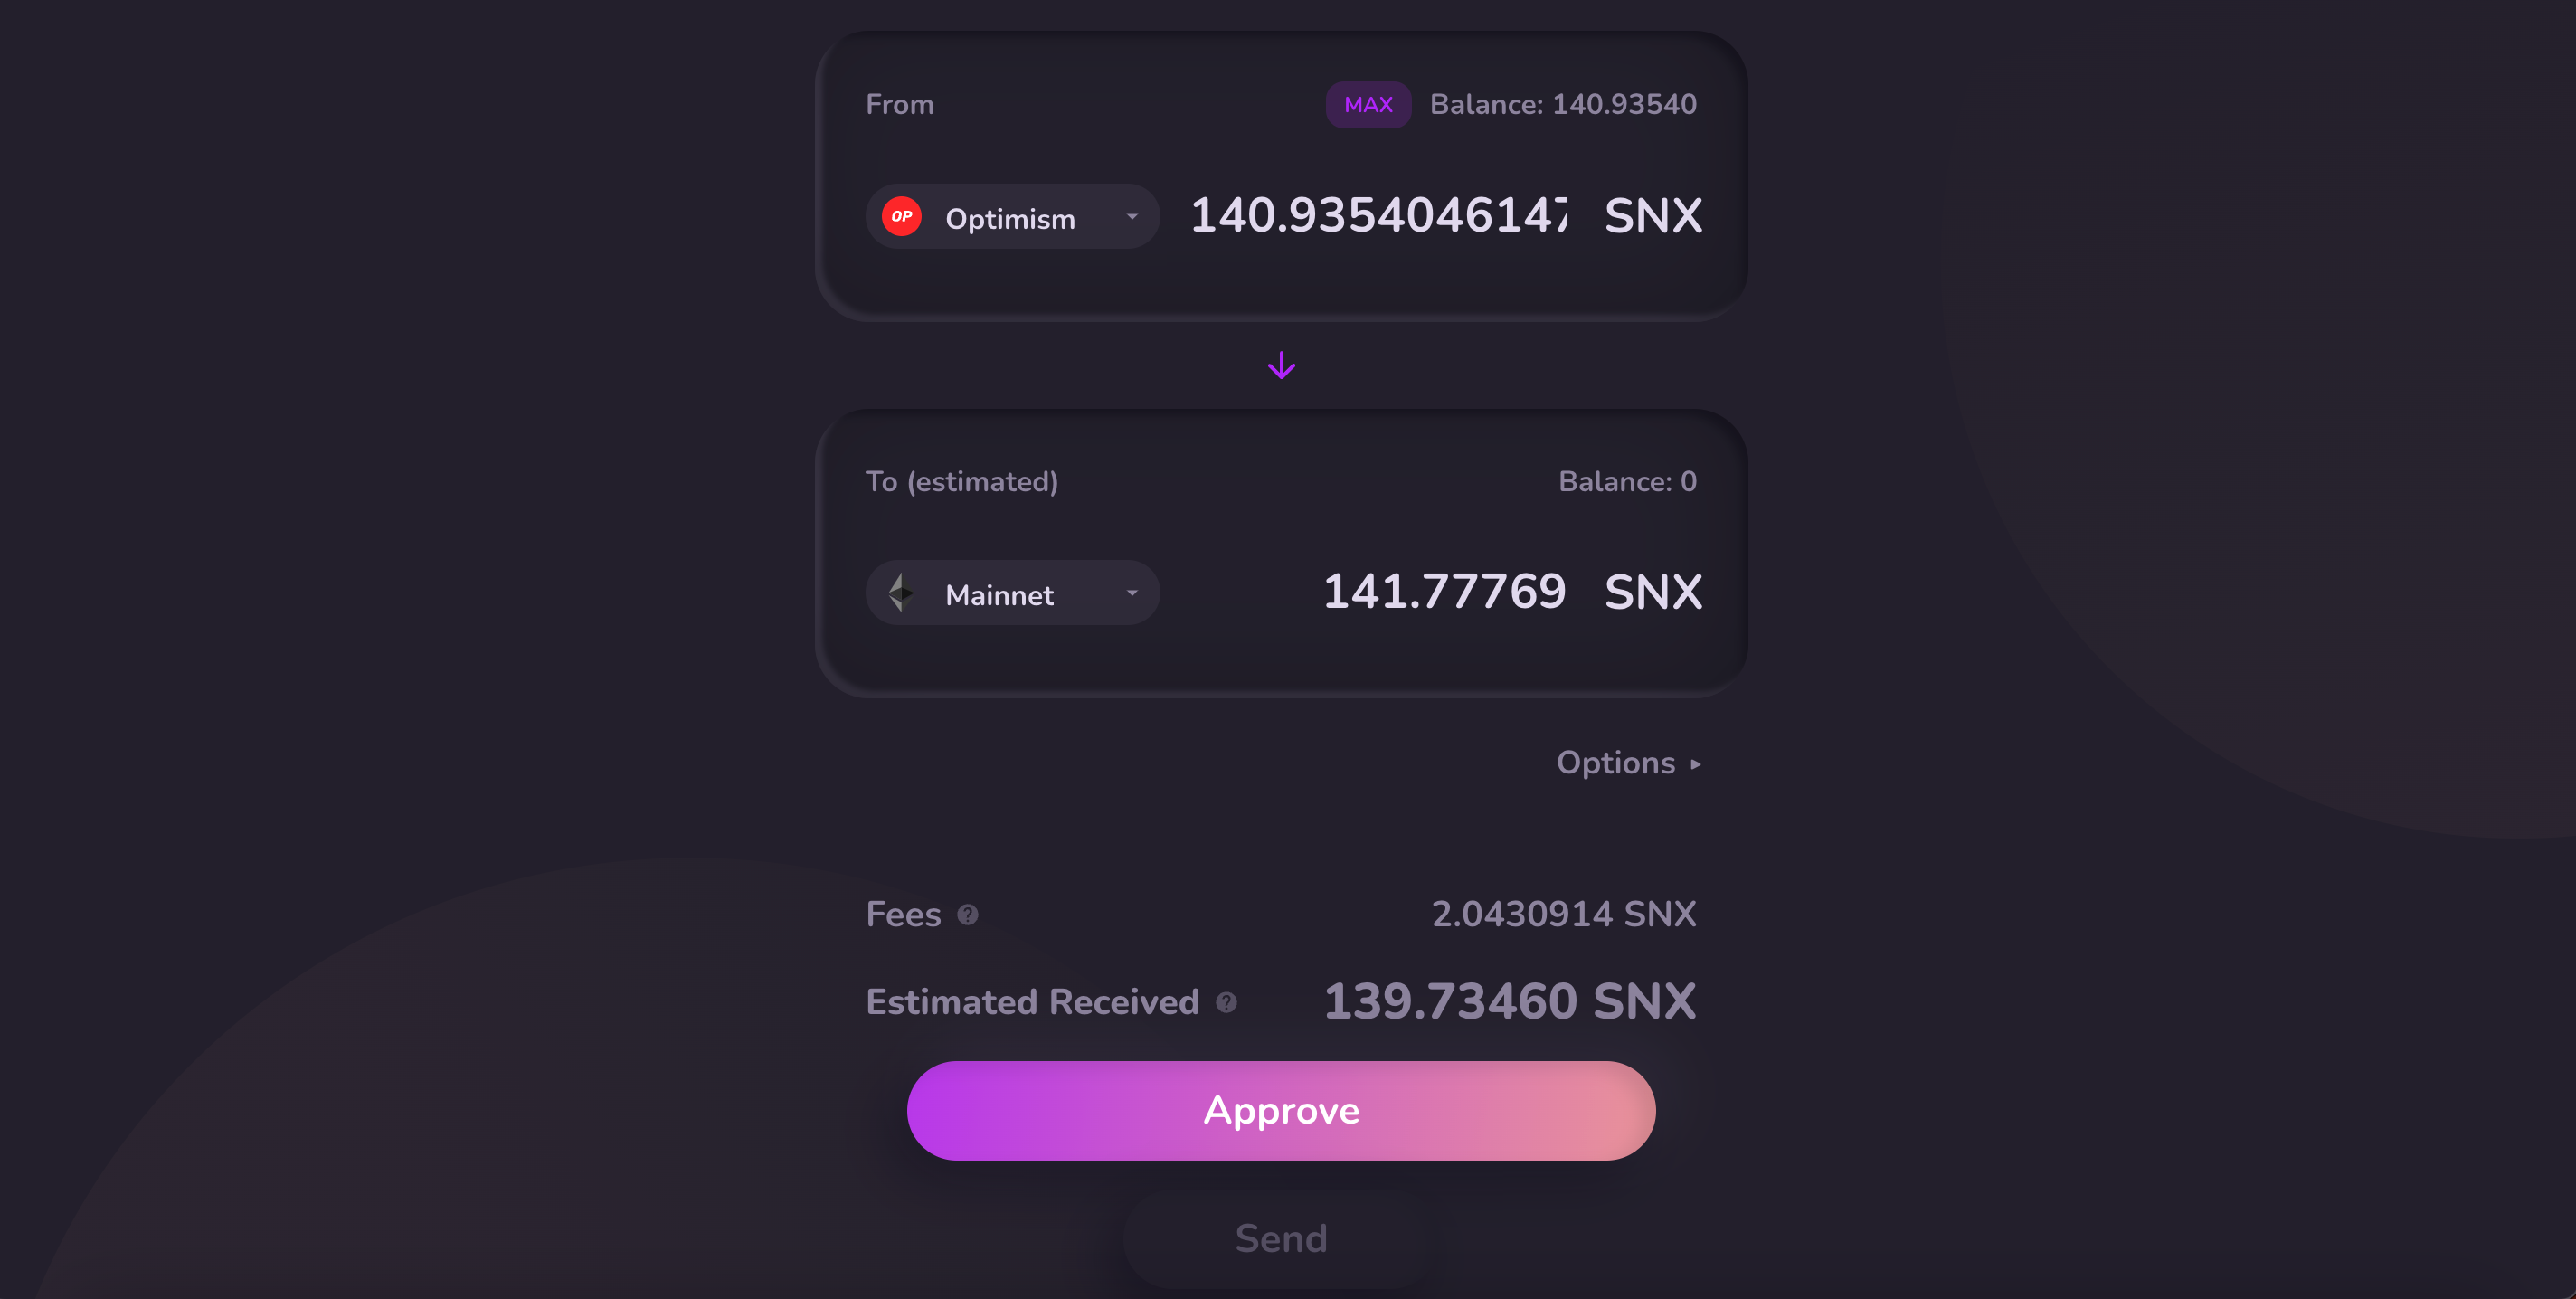 From MAX Balance: 140.93540
OP Optimism 140.9354046147 SNX
To (estimated) Balance: 0
Mainnet 141.77769 SNX
Options
Fees ? 2.0430914 SNX
Estimated Received ? 139.73460 SNX
Approve
Send